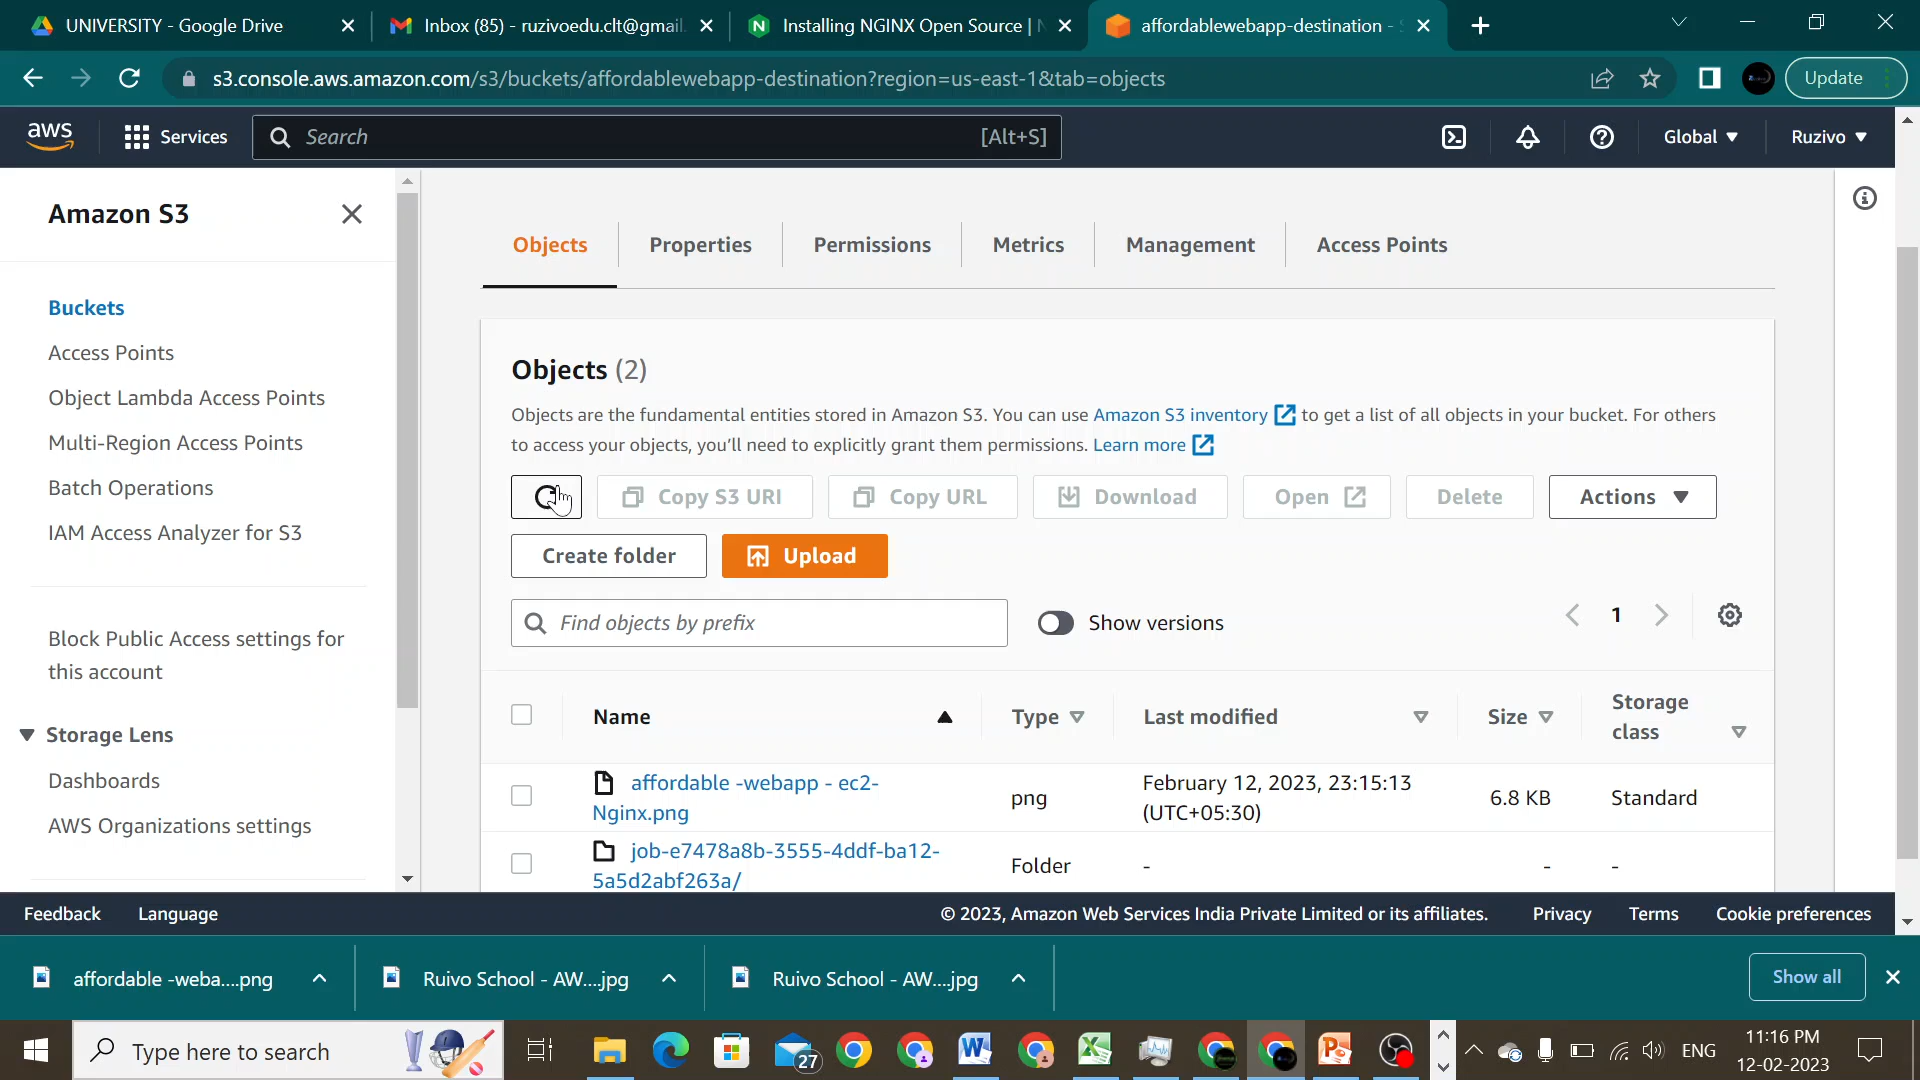 UNIVERSITY - Google Drive
Inbox (85) - ruzivoedu.clt@gmail.
Installing NGINX Open Source |
affordablewebapp-destination -
s3.console.aws.amazon.com/s3/buckets/affordablewebapp-destination?region=us-east-1&tab=objects
Update
aws
Services
Search
[Alt+S]
Global
Ruzivo
Amazon S3
Buckets
Access Points
Object Lambda Access Points
Multi-Region Access Points
Batch Operations
IAM Access Analyzer for S3
Block Public Access settings for
this account
Storage Lens
Dashboards
AWS Organizations settings
Objects
Properties
Permissions
Metrics
Management
Access Points
Objects (2)
Objects are the fundamental entities stored in Amazon S3. You can use Amazon S3 inventory to get a list of all objects in your bucket. For others
to access your objects, you'll need to explicitly grant them permissions. Learn more
Copy S3 URI
Copy URL
Download
Open
Delete
Actions
Create folder
Upload
Find objects by prefix
Show versions
1
Name
Type
Last modified
Size
Storage
class
affordable -webapp - ec2-
Nginx.png
png
February 12, 2023, 23:15:13
(UTC+05:30)
6.8 KB
Standard
job-e7478a8b-3555-4ddf-ba12-
5a5d2abf263a/
Folder
-
-
-
Feedback
Language
© 2023, Amazon Web Services India Private Limited or its affiliates.
Privacy
Terms
Cookie preferences
affordable -weba....png
Ruivo School - AW....jpg
Ruivo School - AW....jpg
Show all
Type here to search
27
ENG
11:16 PM
12-02-2023